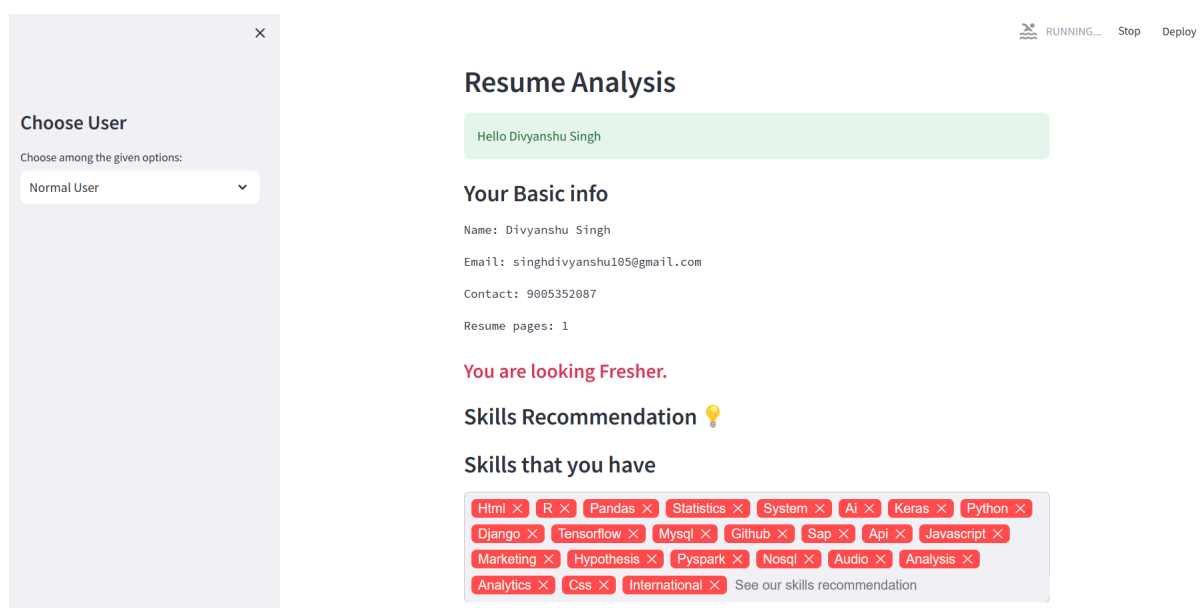 RUNNING... Stop Deploy
Choose User
Choose among the given options:
Normal User
Resume Analysis
Hello Divyanshu Singh
Your Basic info
Name: Divyanshu Singh
Email: singhdivyanshu105@gmail.com
Contact: 9005352087
Resume pages: 1
You are looking Fresher.
Skills Recommendation 💡
Skills that you have
Html R Pandas Statistics System Ai Keras Python
Django Tensorflow Mysql Github Sap Api Javascript
Marketing Hypothesis Pyspark Nosql Audio Analysis
Analytics Css International See our skills recommendation